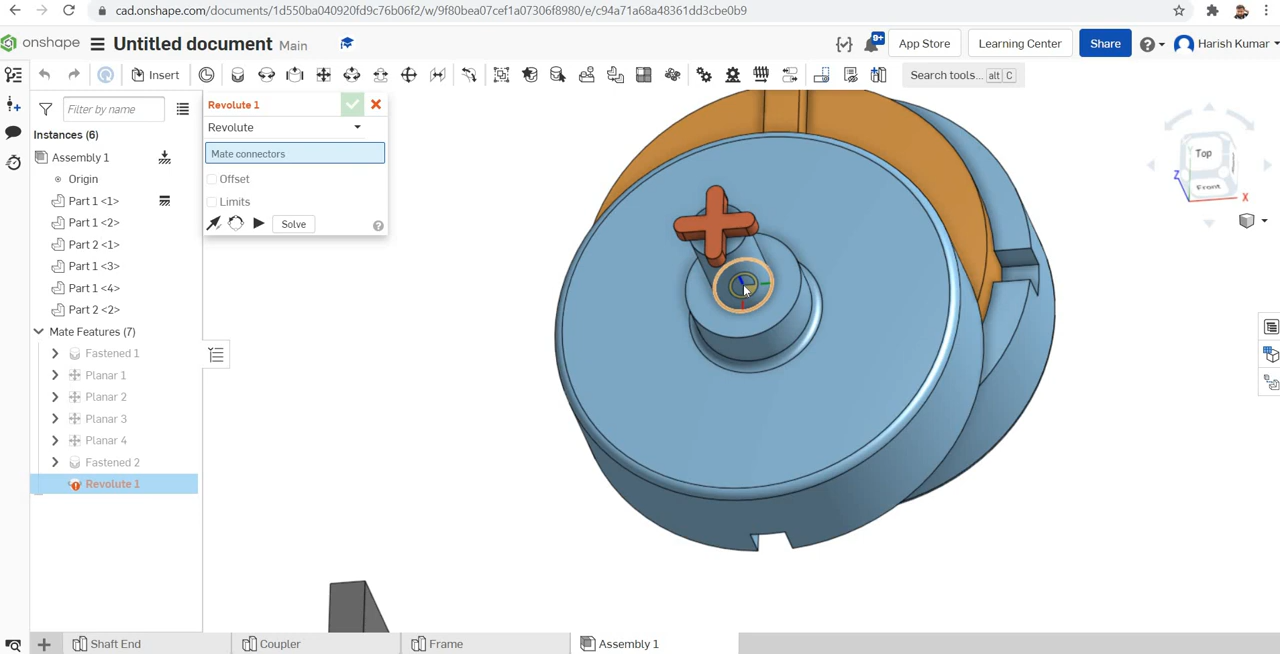 cad.onshape.com/documents/1d550ba040920fd9c76b06f2/w/9f80bea07cef1a07306f8980/e/c94a71a68a48361dd3cbe0b9
onshape Untitled document Main 9+ App Store Learning Center Share Harish Kumar
Insert Search tools... alt C
Filter by name
Instances (6)
Assembly 1
Origin
Part 1 <1>
Part 1 <2>
Part 2 <1>
Part 1 <3>
Part 1 <4>
Part 2 <2>
Mate Features (7)
Fastened 1
Planar 1
Planar 2
Planar 3
Planar 4
Fastened 2
Revolute 1
Revolute 1
Revolute
Mate connectors
Offset
Limits
Solve
Top
Front
Z
X
Shaft End Coupler Frame Assembly 1